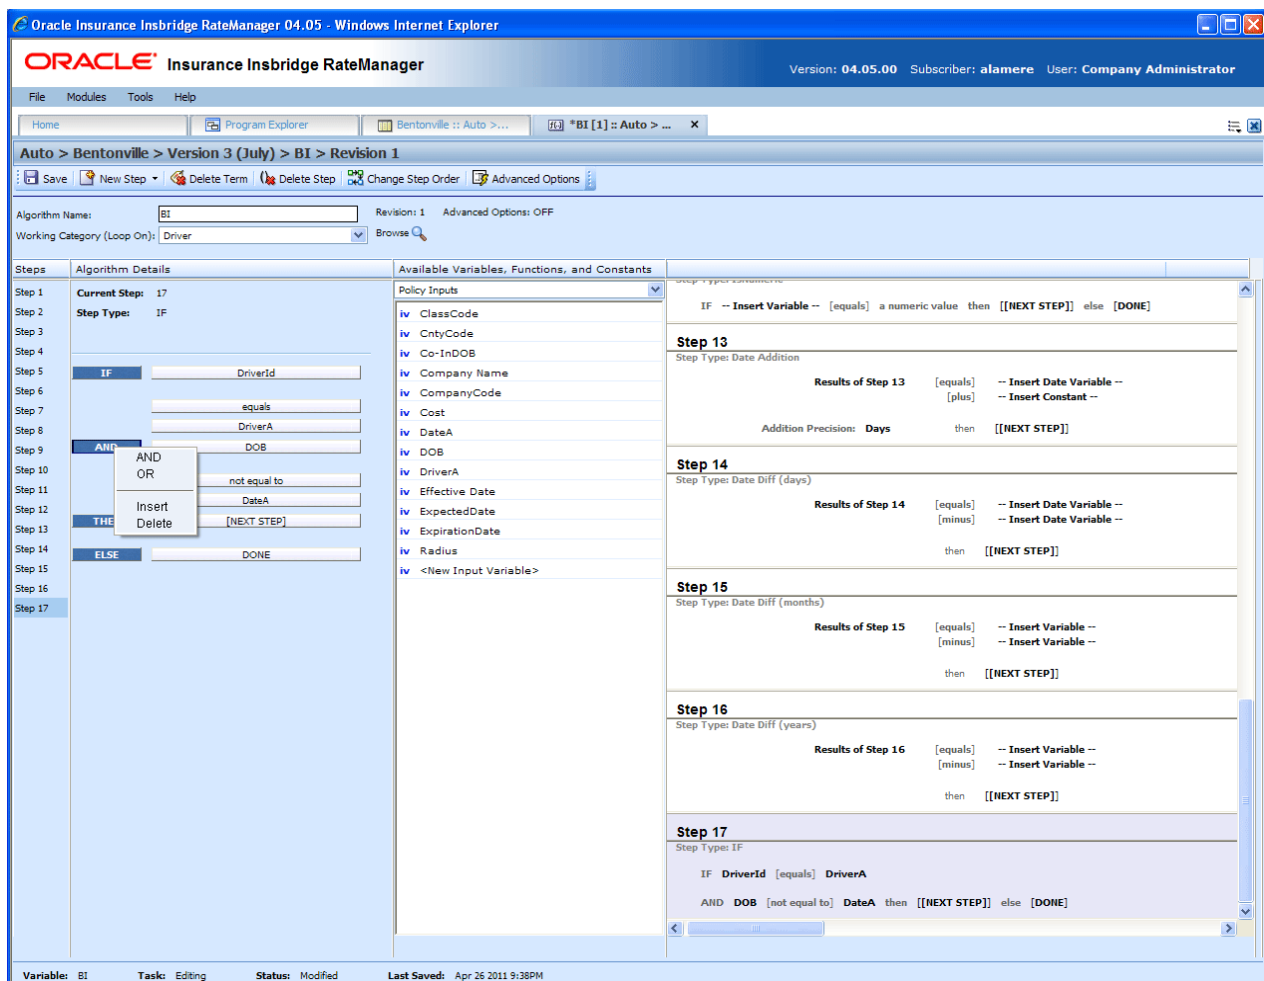 Oracle Insurance Insbridge RateManager 04.05 - Windows Internet Explorer
ORACLE Insurance Insbridge RateManager
Version: 04.05.00 Subscriber: alamere User: Company Administrator
File Modules Tools Help
Home Program Explorer Bentonville :: Auto >... *BI [1] :: Auto > ...
Auto > Bentonville > Version 3 (July) > BI > Revision 1
Save New Step Delete Term Delete Step Change Step Order Advanced Options
Algorithm Name: BI Revision: 1 Advanced Options: OFF
Working Category (Loop On): Driver Browse
Steps
Step 1
Step 2
Step 3
Step 4
Step 5
Step 6
Step 7
Step 8
Step 9
Step 10
Step 11
Step 12
Step 13
Step 14
Step 15
Step 16
Step 17
Algorithm Details
Current Step: 17
Step Type: IF
IF DriverId
equals
DriverA
AND DOB
not equal to
DateA
THE [NEXT STEP]
ELSE DONE
AND
OR
Insert
Delete
Available Variables, Functions, and Constants
Policy Inputs
iv ClassCode
iv CntyCode
iv Co-InDOB
iv Company Name
iv CompanyCode
iv Cost
iv DateA
iv DOB
iv DriverA
iv Effective Date
iv ExpectedDate
iv ExpirationDate
iv Radius
iv <New Input Variable>
Step Type: IsNumeric
IF -- Insert Variable -- [equals] a numeric value then [[NEXT STEP]] else [DONE]
Step 13
Step Type: Date Addition
Results of Step 13 [equals] -- Insert Date Variable --
[plus] -- Insert Constant --
Addition Precision: Days then [[NEXT STEP]]
Step 14
Step Type: Date Diff (days)
Results of Step 14 [equals] -- Insert Date Variable --
[minus] -- Insert Date Variable --
then [[NEXT STEP]]
Step 15
Step Type: Date Diff (months)
Results of Step 15 [equals] -- Insert Variable --
[minus] -- Insert Variable --
then [[NEXT STEP]]
Step 16
Step Type: Date Diff (years)
Results of Step 16 [equals] -- Insert Variable --
[minus] -- Insert Variable --
then [[NEXT STEP]]
Step 17
Step Type: IF
IF DriverId [equals] DriverA
AND DOB [not equal to] DateA then [[NEXT STEP]] else [DONE]
Variable: BI Task: Editing Status: Modified Last Saved: Apr 26 2011 9:38PM